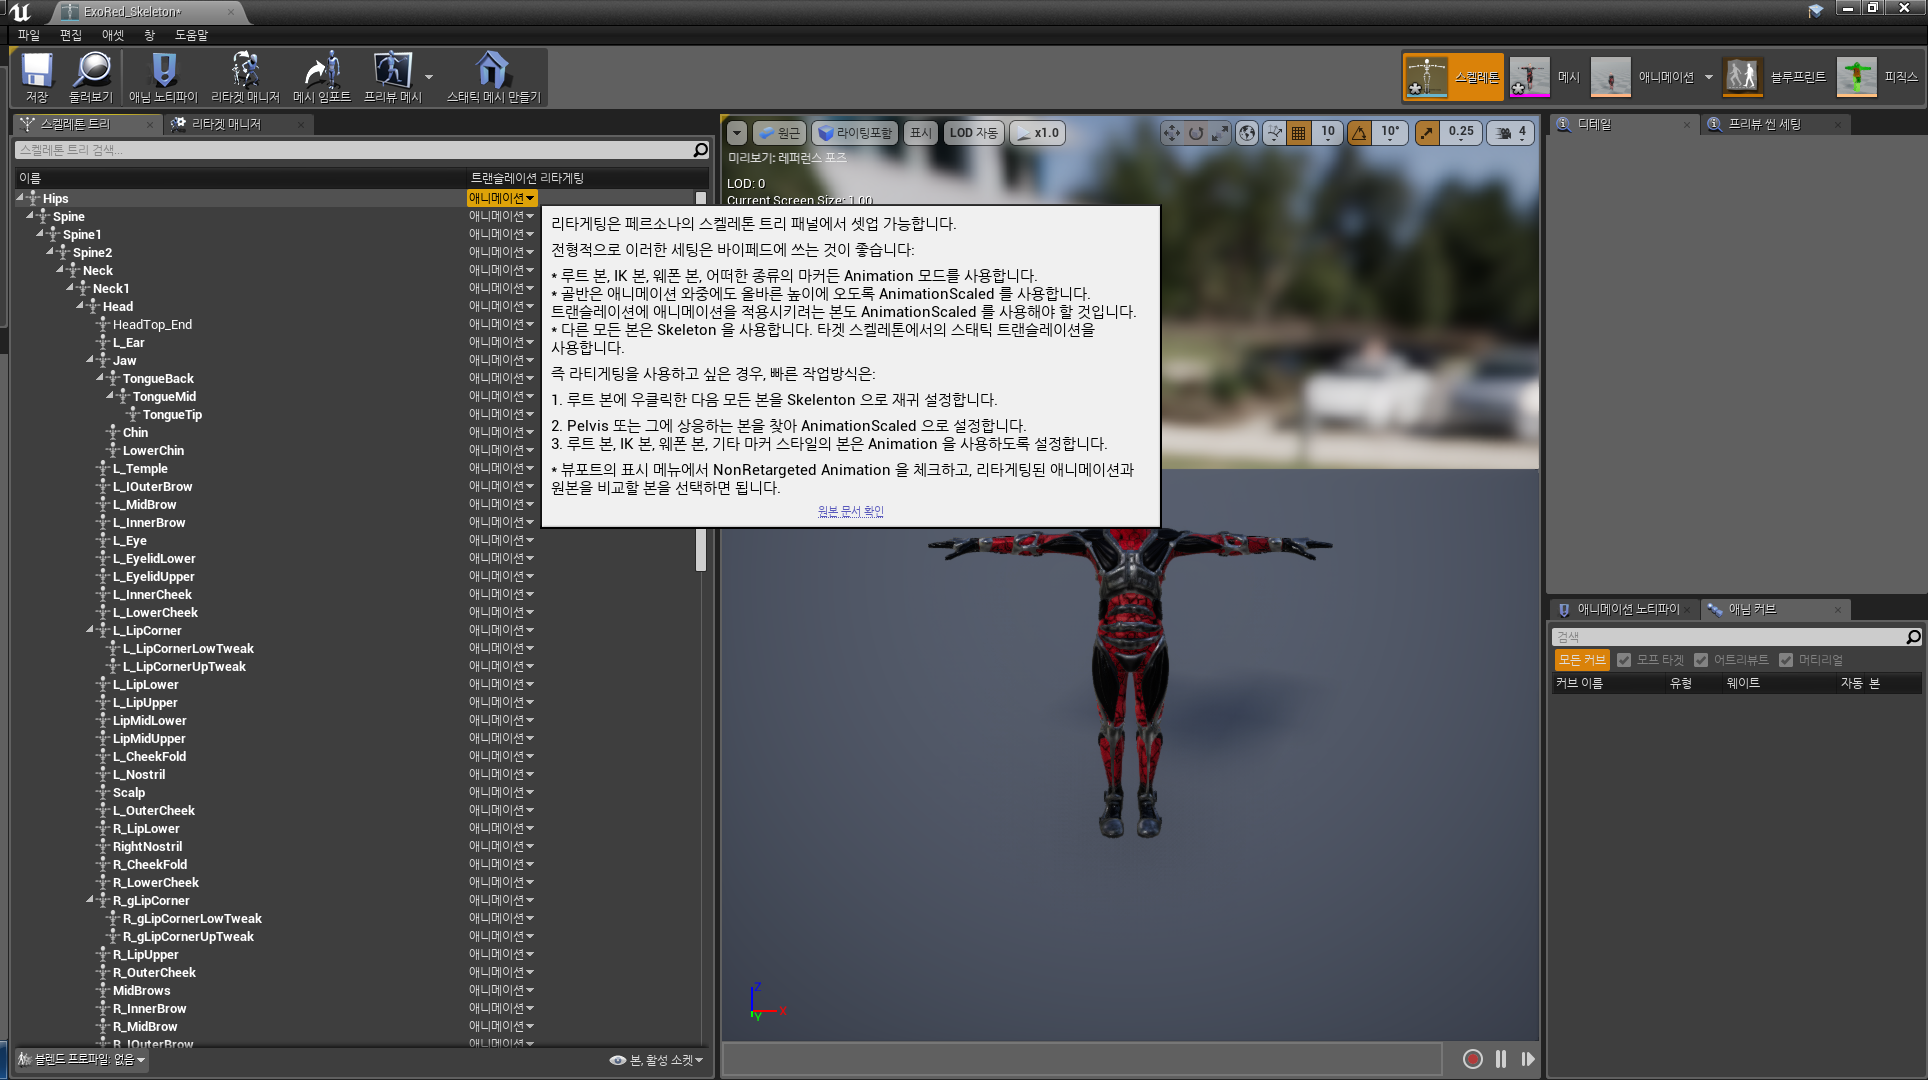 ExoRed_Skeleton*
파일 편집 애셋 창 도움말
저장 둘러보기 애님 노티파이 리타겟 매니저 메시 임포트 프리뷰 메시 스태틱 메시 만들기
스켈레톤 메시 애니메이션 블루프린트 피직스
스켈레톤 트리 리타겟 매니저
스켈레톤 트리 검색...
이름 트랜슬레이션 리타게팅
Hips 애니메이션
Spine 애니메이션
Spine1 애니메이션
Spine2 애니메이션
Neck 애니메이션
Neck1 애니메이션
Head 애니메이션
HeadTop_End 애니메이션
L_Ear 애니메이션
Jaw 애니메이션
TongueBack 애니메이션
TongueMid 애니메이션
TongueTip 애니메이션
Chin 애니메이션
LowerChin 애니메이션
L_Temple 애니메이션
L_IOuterBrow 애니메이션
L_MidBrow 애니메이션
L_InnerBrow 애니메이션
L_Eye 애니메이션
L_EyelidLower 애니메이션
L_EyelidUpper 애니메이션
L_InnerCheek 애니메이션
L_LowerCheek 애니메이션
L_LipCorner 애니메이션
L_LipCornerLowTweak 애니메이션
L_LipCornerUpTweak 애니메이션
L_LipLower 애니메이션
L_LipUpper 애니메이션
LipMidLower 애니메이션
LipMidUpper 애니메이션
L_CheekFold 애니메이션
L_Nostril 애니메이션
Scalp 애니메이션
L_OuterCheek 애니메이션
R_LipLower 애니메이션
RightNostril 애니메이션
R_CheekFold 애니메이션
R_LowerCheek 애니메이션
R_gLipCorner 애니메이션
R_gLipCornerLowTweak 애니메이션
R_gLipCornerUpTweak 애니메이션
R_LipUpper 애니메이션
R_OuterCheek 애니메이션
MidBrows 애니메이션
R_InnerBrow 애니메이션
R_MidBrow 애니메이션
R_IOuterBrow 애니메이션
블렌드 프로파일: 없음 본, 활성 소켓
원근 라이팅포함 표시 LOD 자동 x1.0 10 10° 0.25 4
미리보기: 레퍼런스 포즈
LOD: 0
Current Screen Size: 1.00
리타게팅은 페르소나의 스켈레톤 트리 패널에서 셋업 가능합니다.
전형적으로 이러한 세팅은 바이페드에 쓰는 것이 좋습니다:
* 루트 본, IK 본, 웨폰 본, 어떠한 종류의 마커든 Animation 모드를 사용합니다.
* 골반은 애니메이션 와중에도 올바른 높이에 오도록 AnimationScaled 를 사용합니다.
트랜슬레이션에 애니메이션을 적용시키려는 본도 AnimationScaled 를 사용해야 할 것입니다.
* 다른 모든 본은 Skeleton 을 사용합니다. 타겟 스켈레톤에서의 스태틱 트랜슬레이션을
사용합니다.
즉 라티게팅을 사용하고 싶은 경우, 빠른 작업방식은:
1. 루트 본에 우클릭한 다음 모든 본을 Skelenton 으로 재귀 설정합니다.
2. Pelvis 또는 그에 상응하는 본을 찾아 AnimationScaled 으로 설정합니다.
3. 루트 본, IK 본, 웨폰 본, 기타 마커 스타일의 본은 Animation 을 사용하도록 설정합니다.
* 뷰포트의 표시 메뉴에서 NonRetargeted Animation 을 체크하고, 리타게팅된 애니메이션과
원본을 비교할 본을 선택하면 됩니다.
원본 문서 확인
Z
X
Y
디테일 프리뷰 씬 세팅
애니메이션 노티파이 애님 커브
검색
모든 커브 모프 타겟 어트리뷰트 머티리얼
커브 이름 유형 웨이트 자동 본